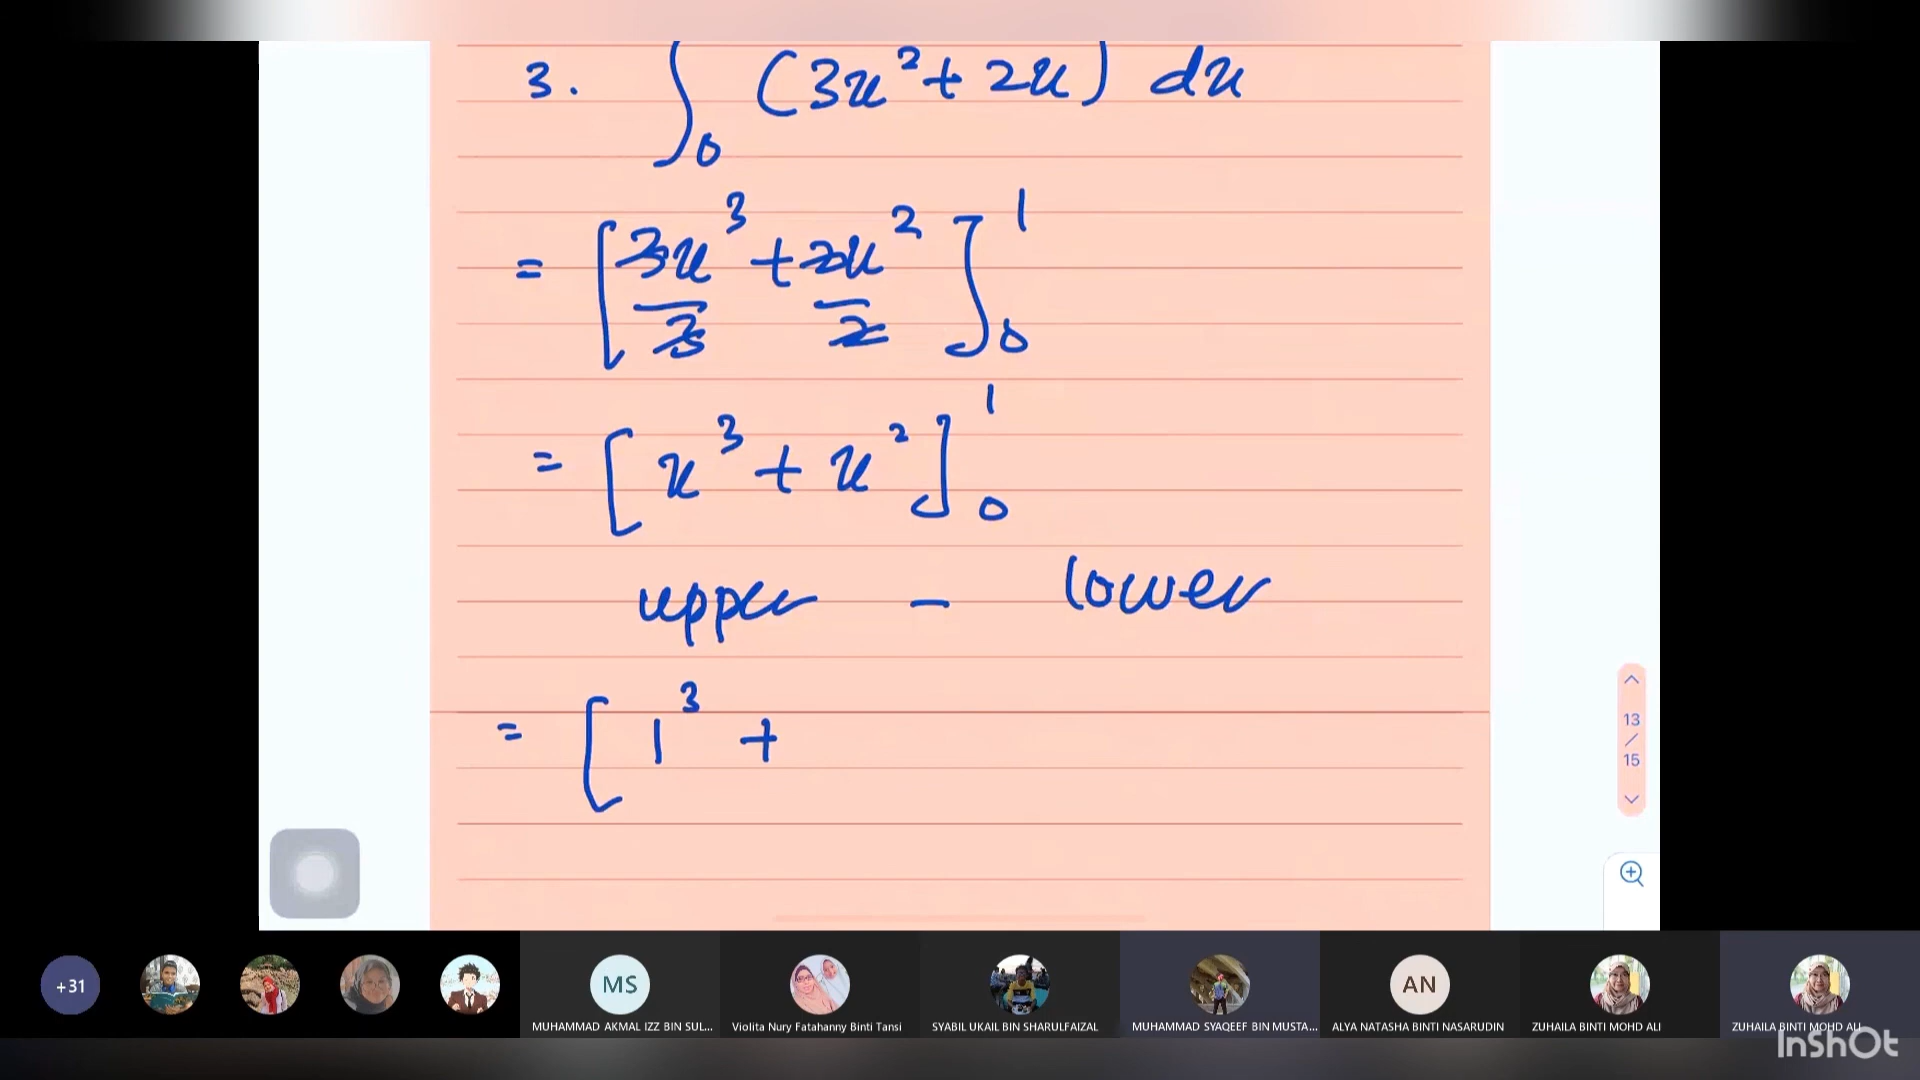 3. ∫₀ (3x² + 2x) dx
= [3x³/3 + 2x²/2]₀¹
= [x³ + x²]₀¹
upper - lower
= [1³ +
13
/
15
+31
MS
AN
MUHAMMAD AKMAL IZZ BIN SUL...
Violita Nury Fatahanny Binti Tansi
SYABIL UKAIL BIN SHARULFAIZAL
MUHAMMAD SYAQEEF BIN MUSTA...
ALYA NATASHA BINTI NASARUDIN
ZUHAILA BINTI MOHD ALI
ZUHAILA BINTI MOHD ALI
InShOt